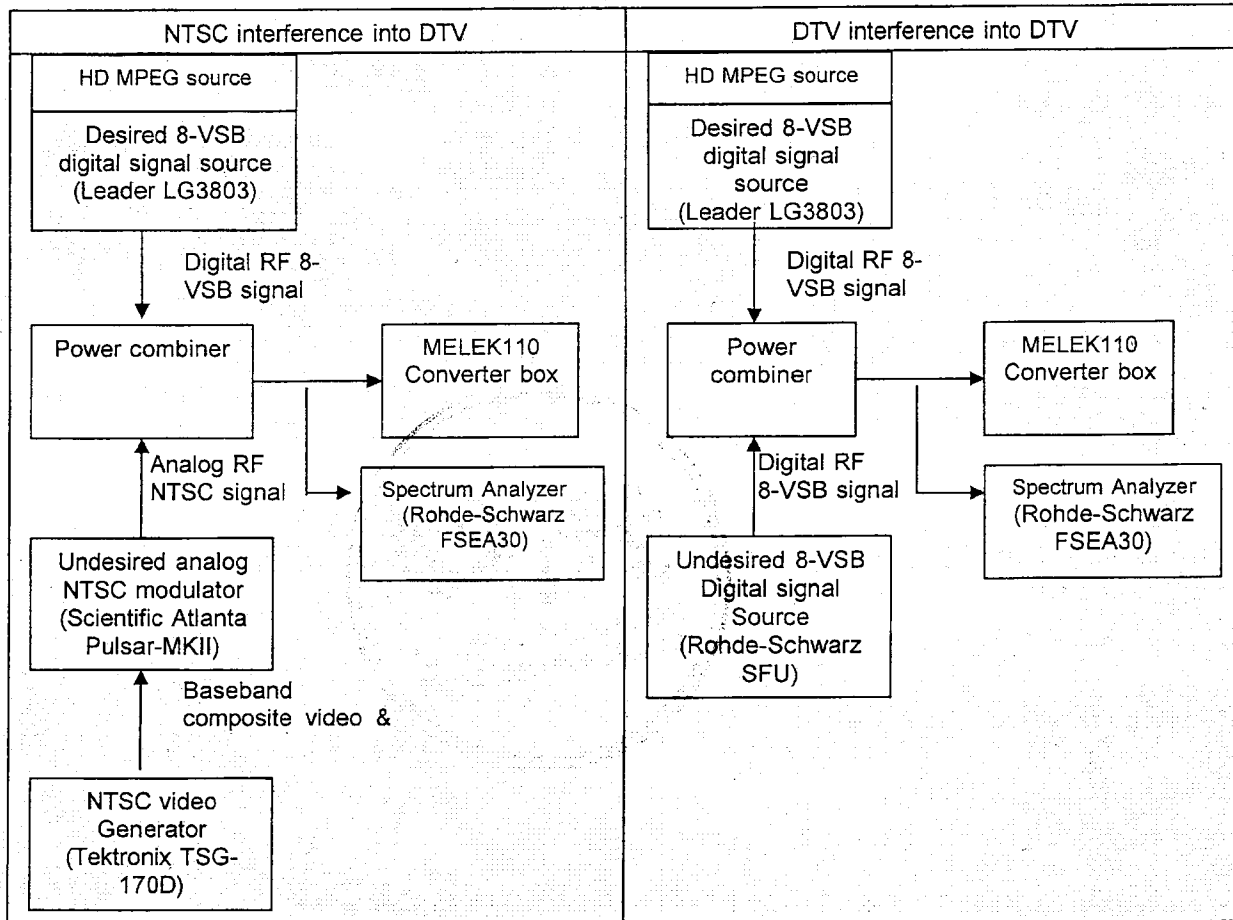 NTSC interference into DTV
HD MPEG source
Desired 8-VSB
digital signal source
(Leader LG3803)
Digital RF 8-
VSB signal
Power combiner
MELEK110
Converter box
Analog RF
NTSC signal
Spectrum Analyzer
(Rohde-Schwarz
FSEA30)
Undesired analog
NTSC modulator
(Scientific Atlanta
Pulsar-MKII)
Baseband
composite video &
NTSC video
Generator
(Tektronix TSG-
170D)
DTV interference into DTV
HD MPEG source
Desired 8-VSB
digital signal
source
(Leader LG3803)
Digital RF 8-
VSB signal
Power
combiner
MELEK110
Converter box
Digital RF
8-VSB signal
Spectrum Analyzer
(Rohde-Schwarz
FSEA30)
Undesired 8-VSB
Digital signal
Source
(Rohde-Schwarz
SFU)